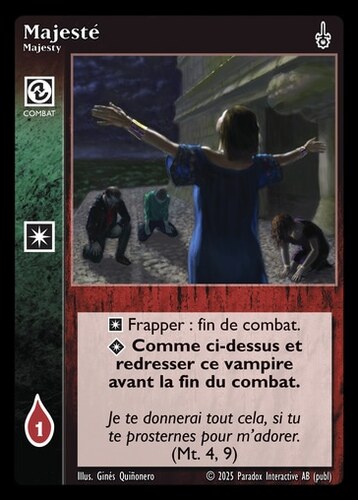 Majesté
Majesty
COMBAT
Frapper : fin de combat.
Comme ci-dessus et
redresser ce vampire
avant la fin du combat.
1
Je te donnerai tout cela, si tu
te prosternes pour m'adorer.
(Mt. 4, 9)
Illus. Ginés Quiñonero
© 2025 Paradox Interactive AB (publ)